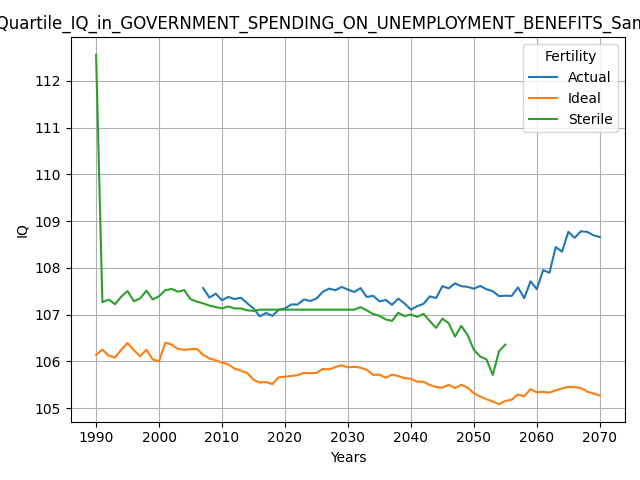 Quartile_IQ_in_GOVERNMENT_SPENDING_ON_UNEMPLOYMENT_BENEFITS_Sam
Fertility
Actual
Ideal
Sterile
112
111
110
109
108
107
106
105
IQ
1990
2000
2010
2020
2030
2040
2050
2060
2070
Years